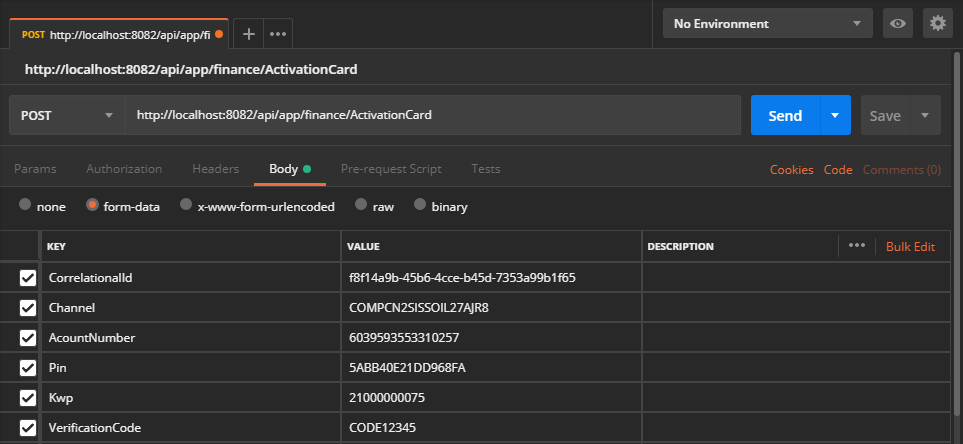 POST http://localhost:8082/api/app/fi
No Environment
http://localhost:8082/api/app/finance/ActivationCard
POST http://localhost:8082/api/app/finance/ActivationCard Send Save
Params Authorization Headers Body Pre-request Script Tests Cookies Code Comments (0)
none form-data x-www-form-urlencoded raw binary
KEY VALUE DESCRIPTION Bulk Edit
CorrelationalId f8f14a9b-45b6-4cce-b45d-7353a99b1f65
Channel COMPCN2SISSOIL27AJR8
AcountNumber 6039593553310257
Pin 5ABB40E21DD968FA
Kwp 21000000075
VerificationCode CODE12345